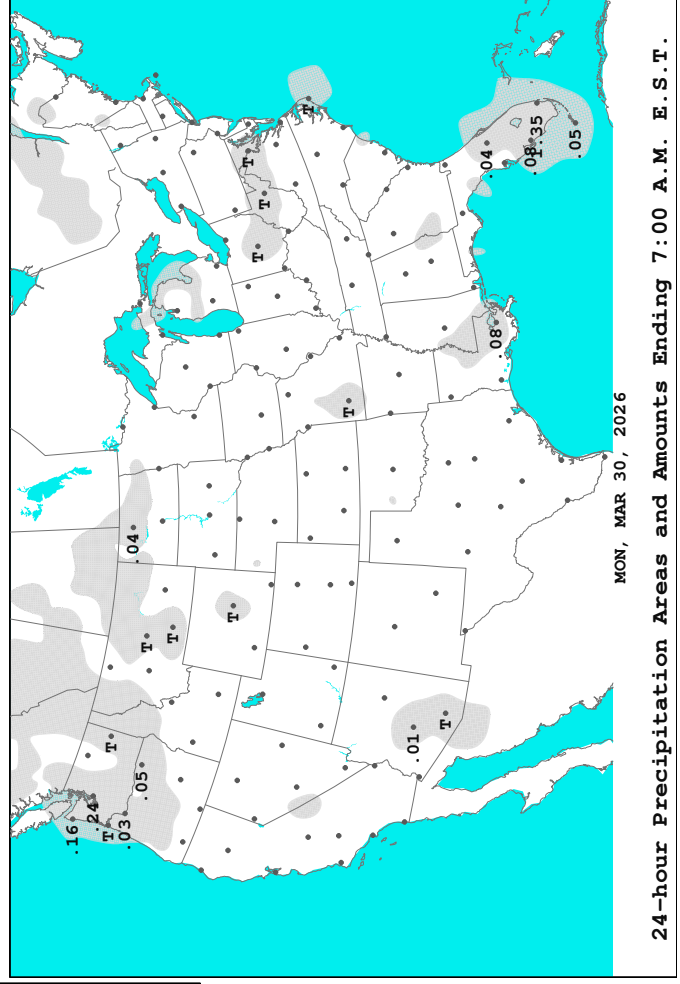 .16
.24
T
T
.03
.04
.05
T
T
T
T
T
T
T
T
.01
T
.04
.08
.08
1.35
.05
MON, MAR 30, 2026
24-hour Precipitation Areas and Amounts Ending 7:00 A.M. E.S.T.